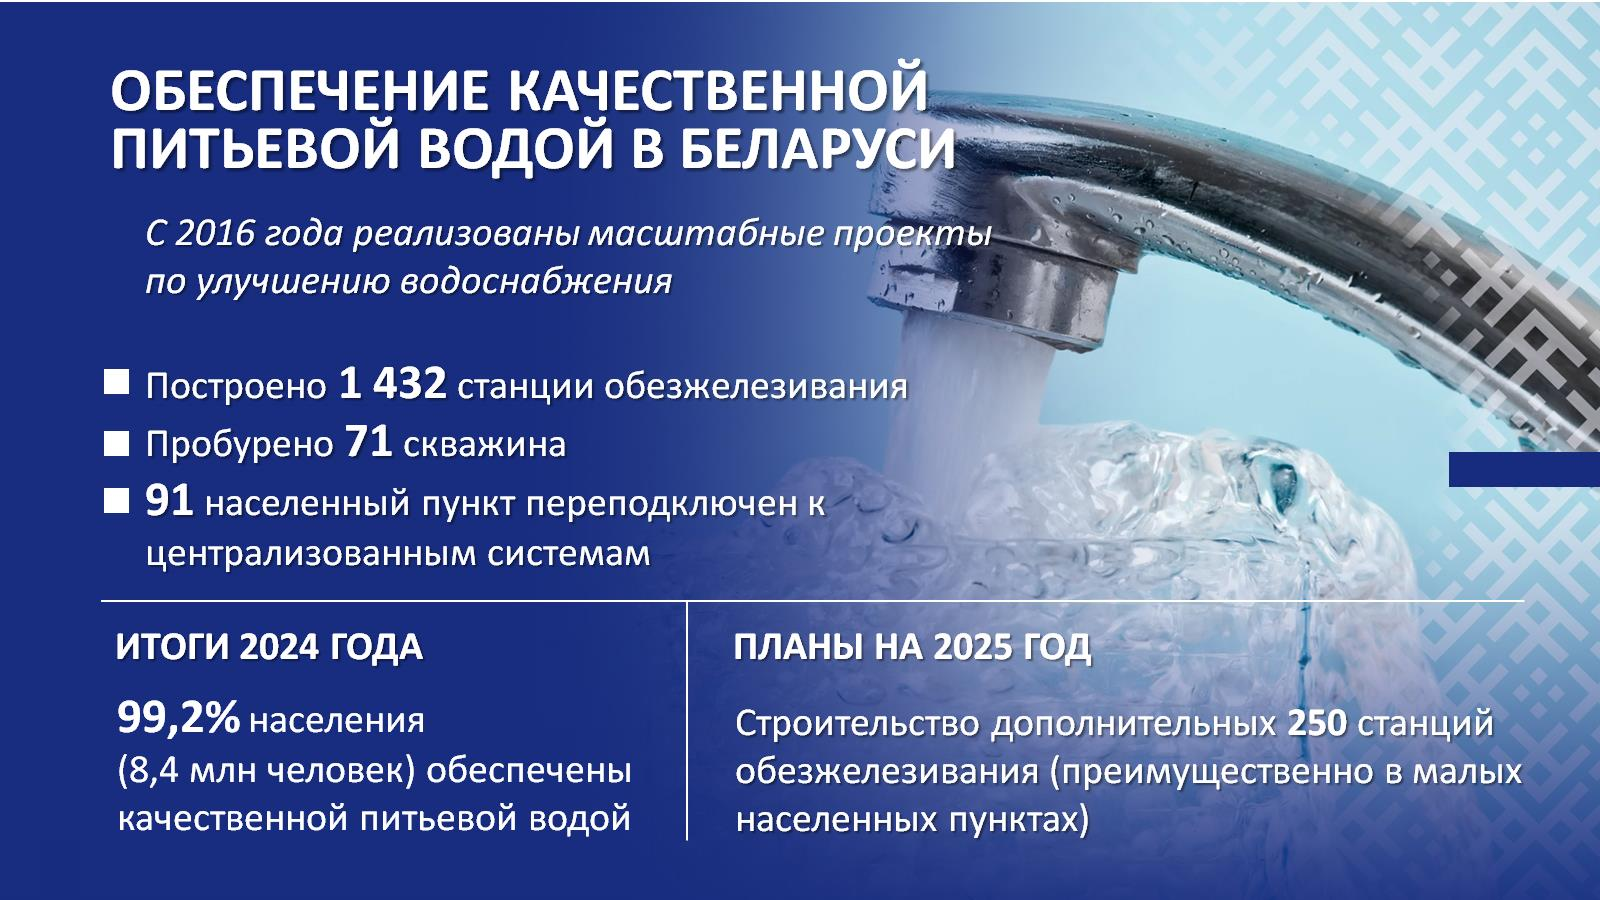 ОБЕСПЕЧЕНИЕ КАЧЕСТВЕННОЙ
ПИТЬЕВОЙ ВОДОЙ В БЕЛАРУСИ
С 2016 года реализованы масштабные проекты
по улучшению водоснабжения
Построено 1 432 станции обезжелезивания
Пробурено 71 скважина
91 населенный пункт переподключен к
централизованным системам
ИТОГИ 2024 ГОДА
99,2% населения
(8,4 млн человек) обеспечены
качественной питьевой водой
ПЛАНЫ НА 2025 ГОД
Строительство дополнительных 250 станций
обезжелезивания (преимущественно в малых
населенных пунктах)